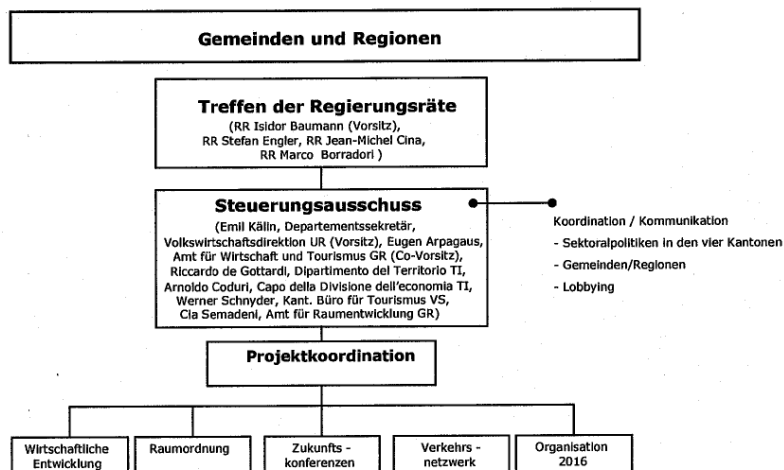 Gemeinden und Regionen
Treffen der Regierungsräte
(RR Isidor Baumann (Vorsitz),
RR Stefan Engler, RR Jean-Michel Cina,
RR Marco Borradori )
Steuerungsausschuss
(Emil Kälin, Departementssekretär,
Volkswirtschaftsdirektion UR (Vorsitz), Eugen Arpagaus,
Amt für Wirtschaft und Tourismus GR (Co-Vorsitz),
Riccardo de Gottardi, Dipartimento del Territorio TI,
Arnoldo Coduri, Capo della Divisione dell'economia TI,
Werner Schnyder, Kant. Büro für Tourismus VS,
Cla Semadeni, Amt für Raumentwicklung GR)
Koordination / Kommunikation
- Sektoralpolitiken in den vier Kantonen
- Gemeinden/Regionen
- Lobbying
Projektkoordination
Wirtschaftliche
Entwicklung
Raumordnung
Zukunfts -
konferenzen
Verkehrs -
netzwerk
Organisation
2016